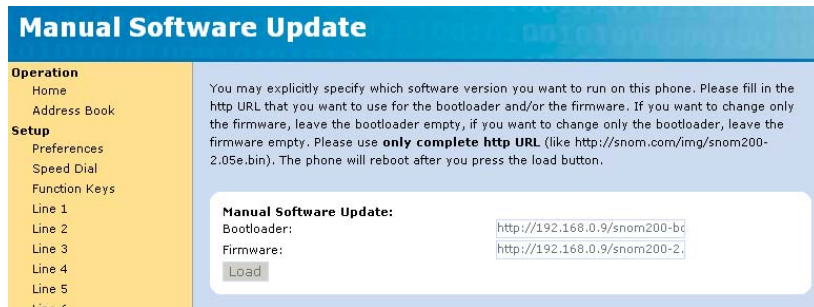 Manual Software Update
Operation
Home
Address Book
Setup
Preferences
Speed Dial
Function Keys
Line 1
Line 2
Line 3
Line 4
Line 5
You may explicitly specify which software version you want to run on this phone. Please fill in the
http URL that you want to use for the bootloader and/or the firmware. If you want to change only
the firmware, leave the bootloader empty, if you want to change only the bootloader, leave the
firmware empty. Please use only complete http URL (like http://snom.com/img/snom200-
2.05e.bin). The phone will reboot after you press the load button.
Manual Software Update:
Bootloader: http://192.168.0.9/snom200-bo
Firmware: http://192.168.0.9/snom200-2.
Load